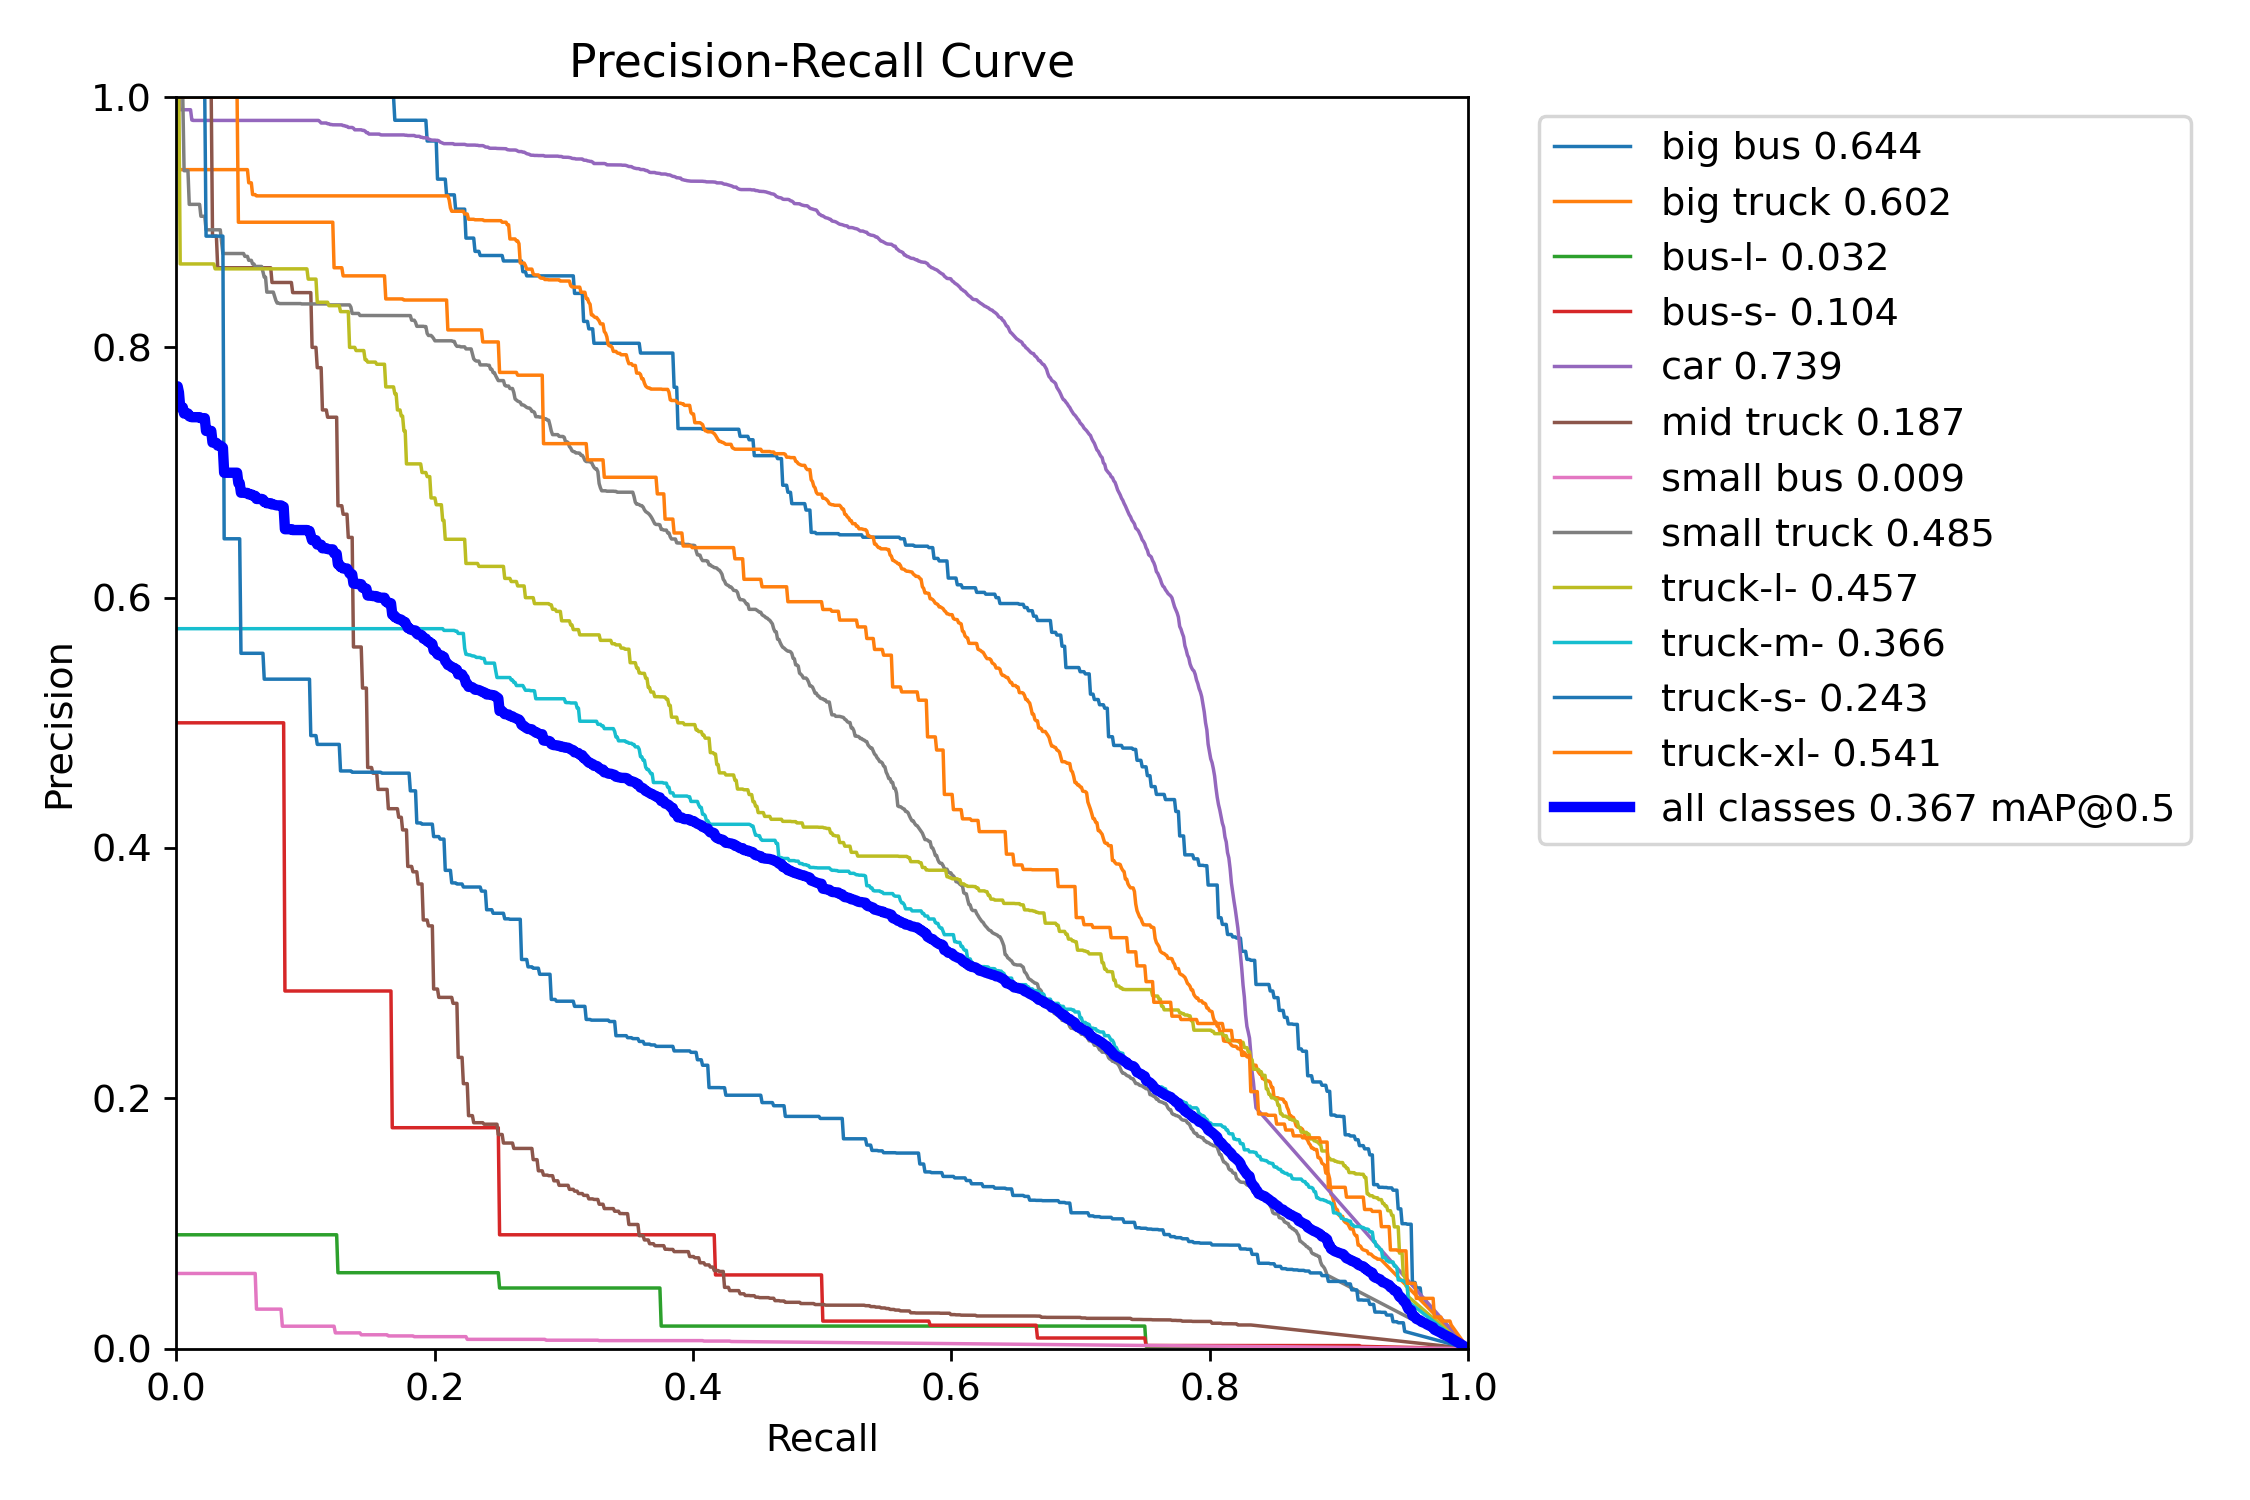 Precision-Recall Curve
1.0
0.8
0.6
0.4
0.2
0.0
Precision
0.0 0.2 0.4 0.6 0.8 1.0
Recall
big bus 0.644
big truck 0.602
bus-l- 0.032
bus-s- 0.104
car 0.739
mid truck 0.187
small bus 0.009
small truck 0.485
truck-l- 0.457
truck-m- 0.366
truck-s- 0.243
truck-xl- 0.541
all classes 0.367 mAP@0.5